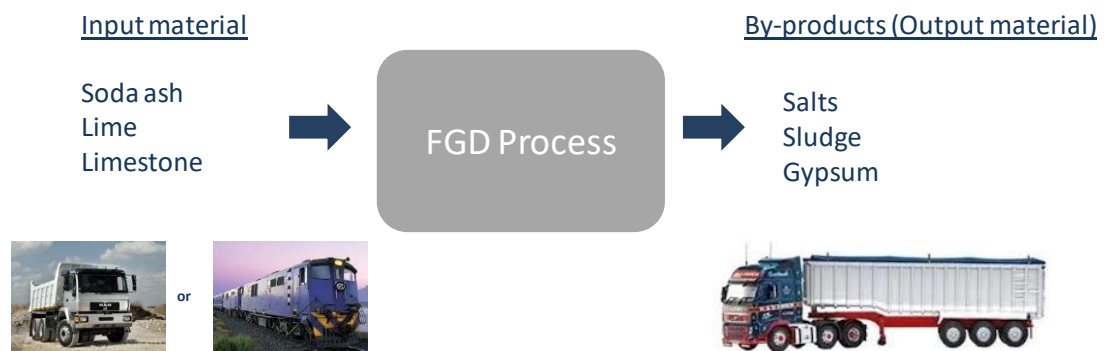 Input material
By-products (Output material)
Soda ash
Lime
Limestone
FGD Process
Salts
Sludge
Gypsum
or